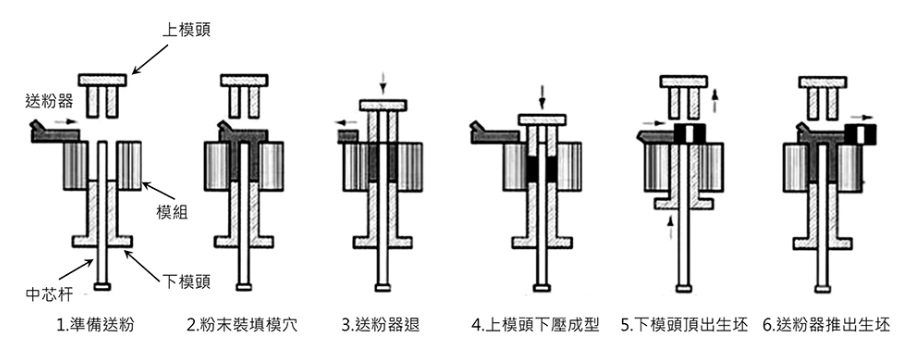 上模頭
送粉器
模組
下模頭
中芯杆
1.準備送粉
2.粉末裝填模穴
3.送粉器退
4.上模頭下壓成型
5.下模頭頂出生坯
6.送粉器推出生坯